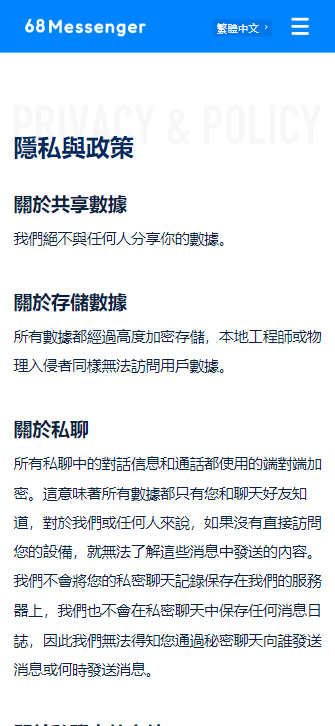 68 Messenger
繁體中文
PRIVACY & POLICY
隱私與政策
關於共享數據
我們絕不與任何人分享你的數據。
關於存儲數據
所有數據都經過高度加密存儲，本地工程師或物
理入侵者同樣無法訪問用戶數據。
關於私聊
所有私聊中的對話信息和通話都使用的端對端加
密。這意味著所有數據都只有您和聊天好友知
道，對於我們或任何人來說，如果沒有直接訪問
您的設備，就無法了解這些消息中發送的內容。
我們不會將您的私密聊天記錄保存在我們的服務
器上，我們也不會在私密聊天中保存任何消息日
誌，因此我們無法得知您通過秘密聊天向誰發送
消息或何時發送消息。